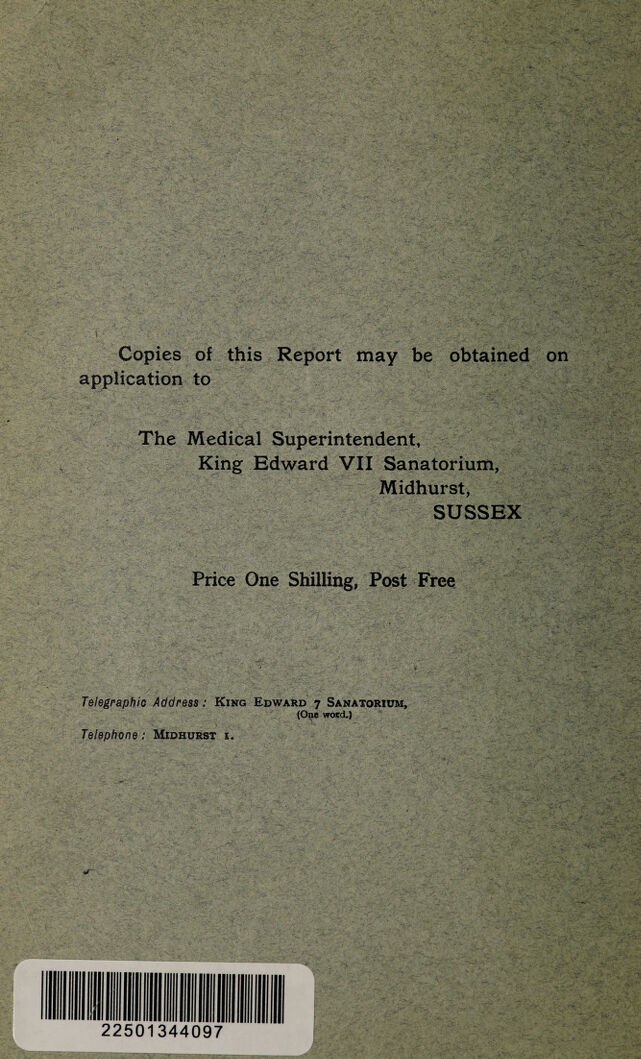 Copies of this Report may be obtained on
application to
The Medical Superintendent,
King Edward VII Sanatorium,
Midhurst,
SUSSEX
Price One Shilling, Post Free
Telegraphic Address: KING EDWARD 7 SANATORIUM,
(One word.)
Telephone: MIDHURST 1.
22501344097